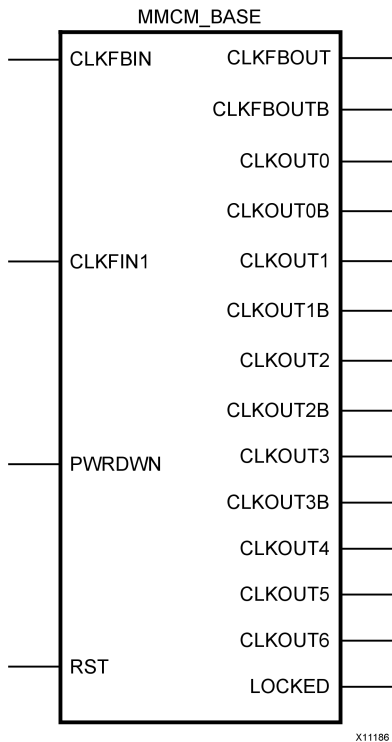 MMCM_BASE
CLKFBIN
CLKFBOUT
CLKFBOUTB
CLKOUT0
CLKOUT0B
CLKFIN1
CLKOUT1
CLKOUT1B
CLKOUT2
CLKOUT2B
PWRDWN
CLKOUT3
CLKOUT3B
CLKOUT4
CLKOUT5
CLKOUT6
RST
LOCKED
X11186